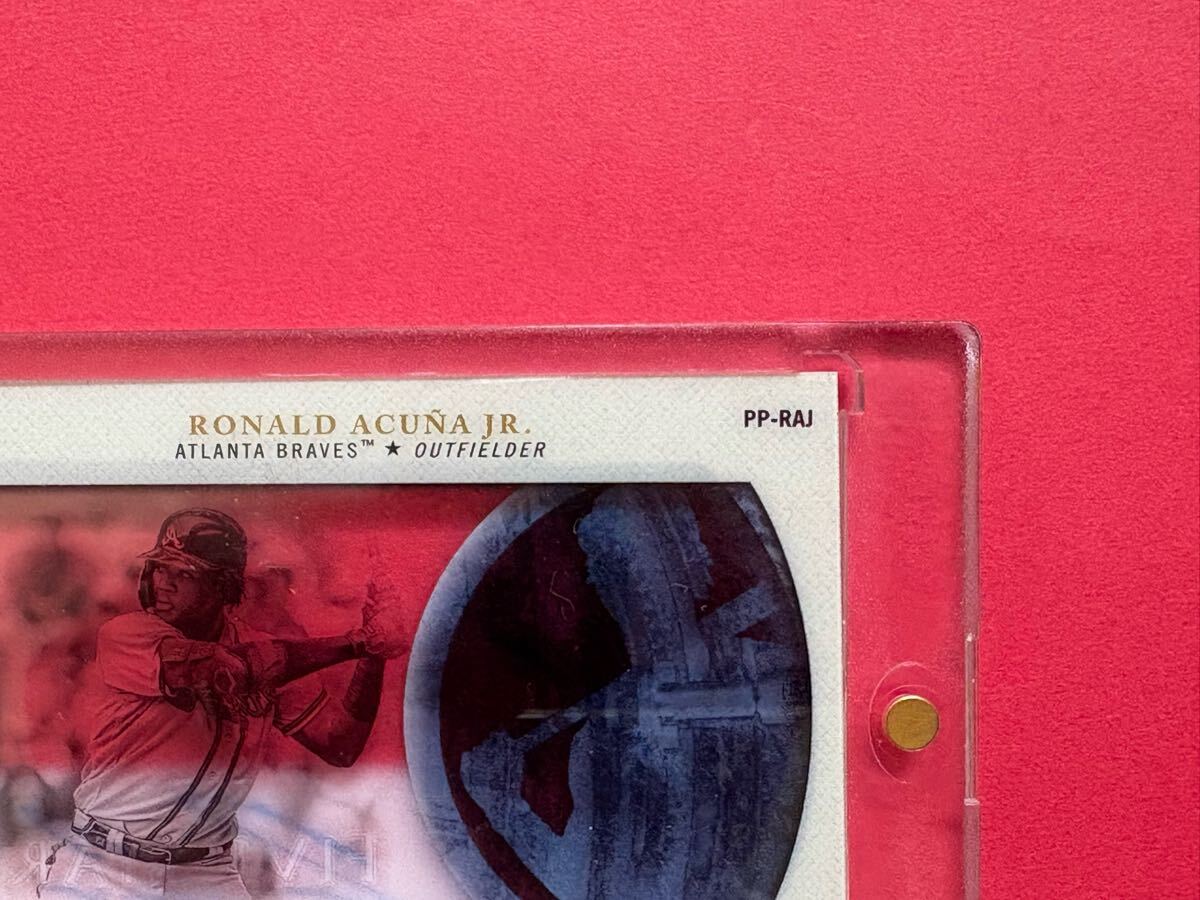 RONALD ACUÑA JR.
PP-RAJ
ATLANTA BRAVES™ ★ OUTFIELDER